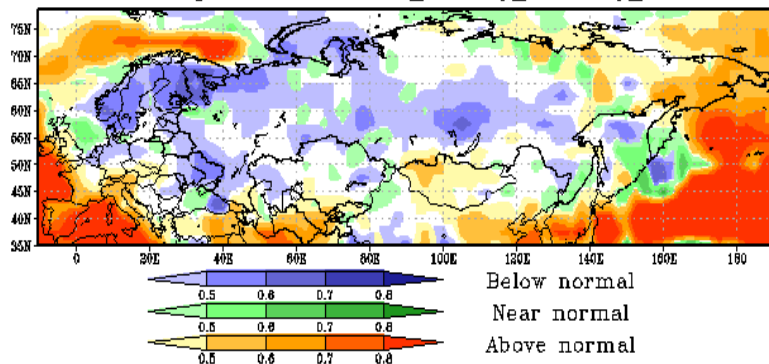 75N
70N
65N
60N
55N
50N
45N
40N
35N
0 20E 40E 60E 80E 100E 120E 140E 160E 180
0.5 0.6 0.7 0.8 Below normal
0.5 0.6 0.7 0.8 Near normal
0.5 0.6 0.7 0.8 Above normal